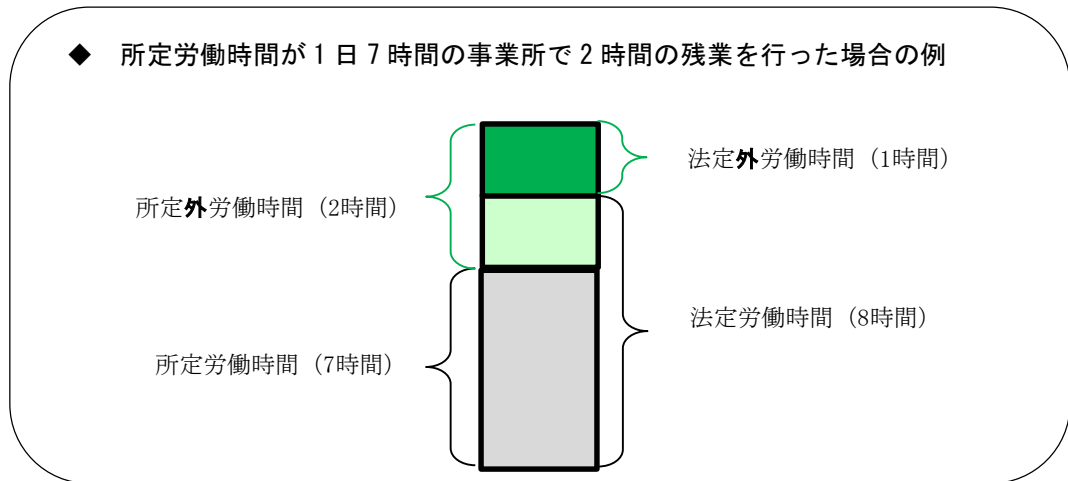 ◆ 所定労働時間が1日7時間の事業所で2時間の残業を行った場合の例
法定外労働時間（1時間）
所定外労働時間（2時間）
法定労働時間（8時間）
所定労働時間（7時間）